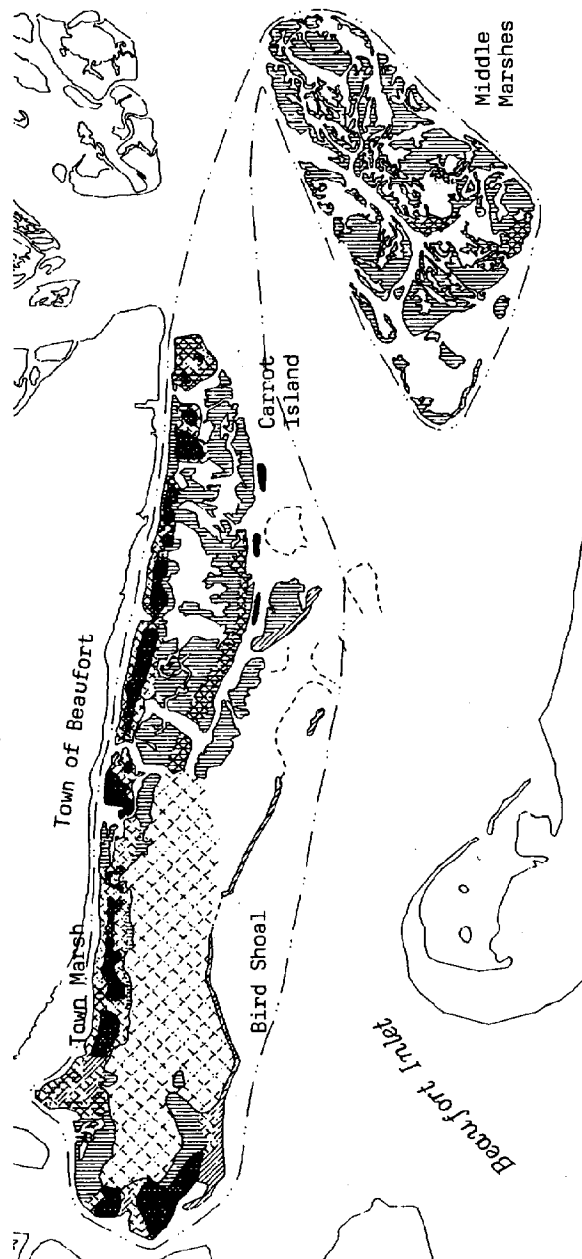 Middle
Marshes
Carrot
Island
Town of Beaufort
Town Marsh
Bird Shoal
Beaufort Inlet